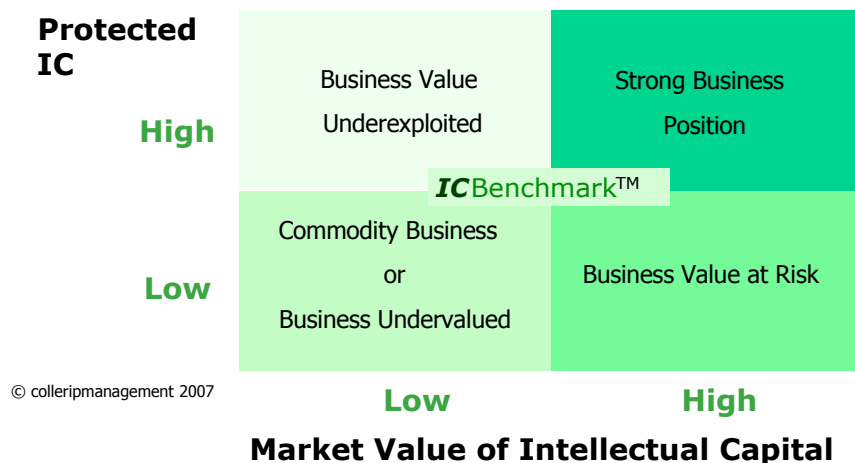 Protected
IC
High
Business Value
Underexploited
Strong Business
Position
ICBenchmark™
Low
Commodity Business
or
Business Undervalued
Business Value at Risk
© colleripmanagement 2007
Low
High
Market Value of Intellectual Capital